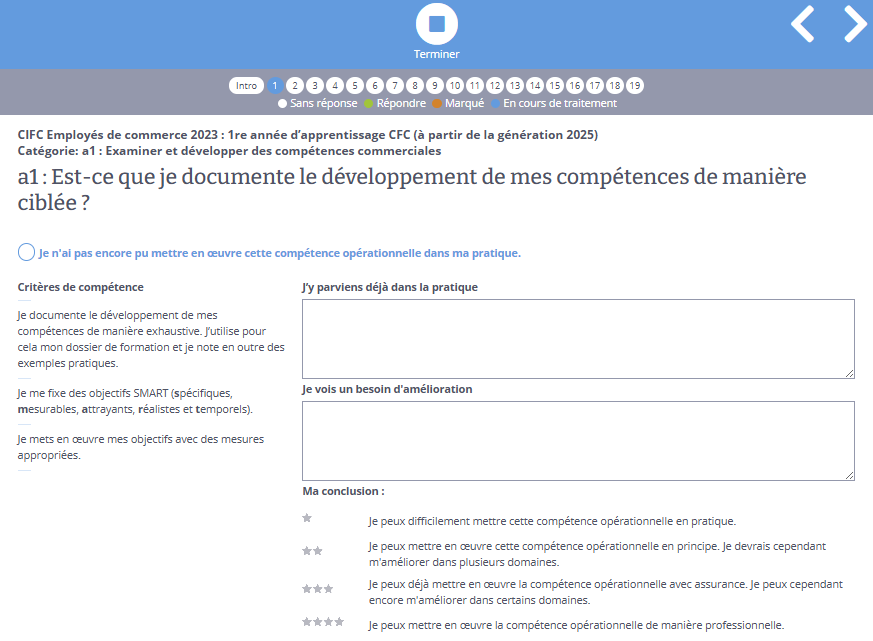 Terminer
Intro 1 2 3 4 5 6 7 8 9 10 11 12 13 14 15 16 17 18 19
Sans réponse Répondre Marqué En cours de traitement
CIFC Employés de commerce 2023 : 1re année d’apprentissage CFC (à partir de la génération 2025)
Catégorie: a1 : Examiner et développer des compétences commerciales
a1 : Est-ce que je documente le développement de mes compétences de manière
ciblée ?
Je n'ai pas encore pu mettre en œuvre cette compétence opérationnelle dans ma pratique.
Critères de compétence
Je documente le développement de mes
compétences de manière exhaustive. J’utilise pour
cela mon dossier de formation et je note en outre des
exemples pratiques.
Je me fixe des objectifs SMART (spécifiques,
mesurables, attrayants, réalistes et temporels).
Je mets en œuvre mes objectifs avec des mesures
appropriées.
J’y parviens déjà dans la pratique
Je vois un besoin d'amélioration
Ma conclusion :
Je peux difficilement mettre cette compétence opérationnelle en pratique.
Je peux mettre en œuvre cette compétence opérationnelle en principe. Je devrais cependant
m'améliorer dans plusieurs domaines.
Je peux déjà mettre en œuvre la compétence opérationnelle avec assurance. Je peux cependant
encore m'améliorer dans certains domaines.
Je peux mettre en œuvre la compétence opérationnelle de manière professionnelle.